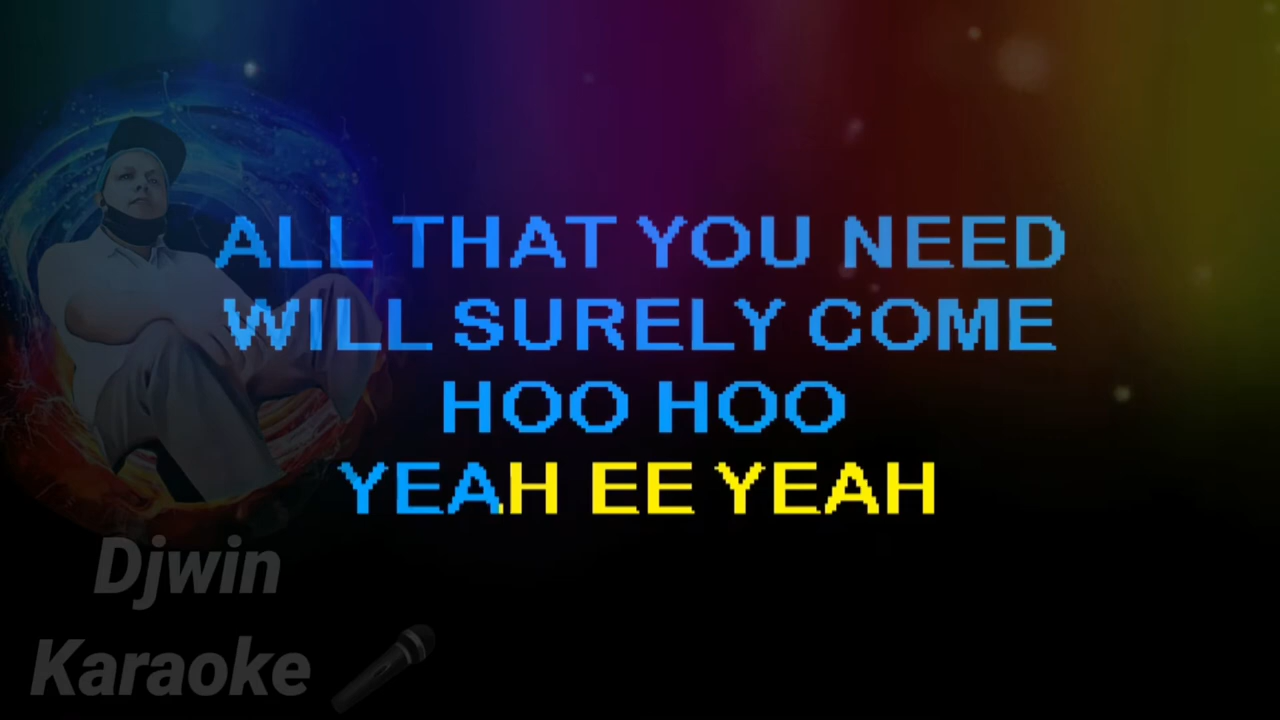 ALL THAT YOU NEED
WILL SURELY COME
HOO HOO
YEAH EE YEAH
Djwin
Karaoke